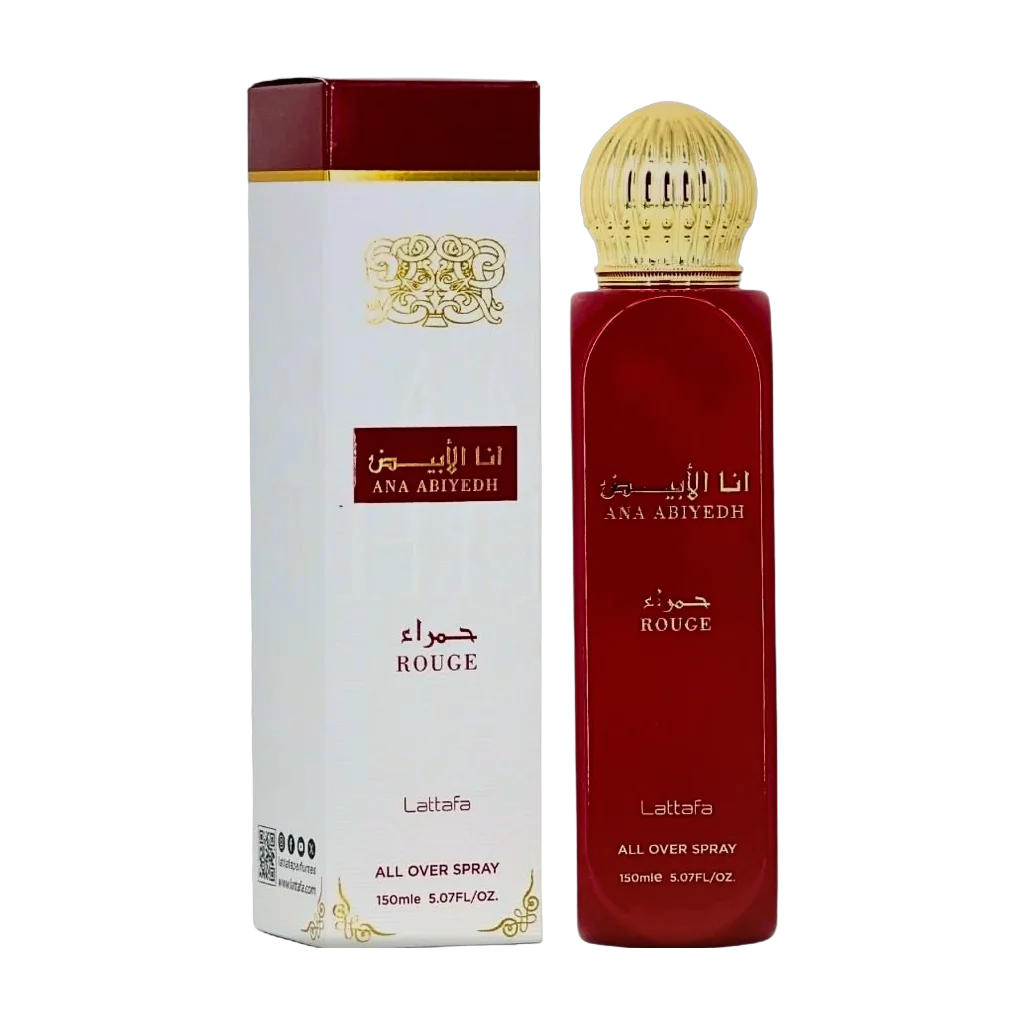 انا الأبيض
ANA ABIYEDH
حمراء
ROUGE
Lattafa
ALL OVER SPRAY
150mle 5.07FL/OZ.
lattafaperfumes
www.lattafa.com
انا الأبيض
ANA ABIYEDH
حمراء
ROUGE
Lattafa
ALL OVER SPRAY
150mle 5.07FL/OZ.